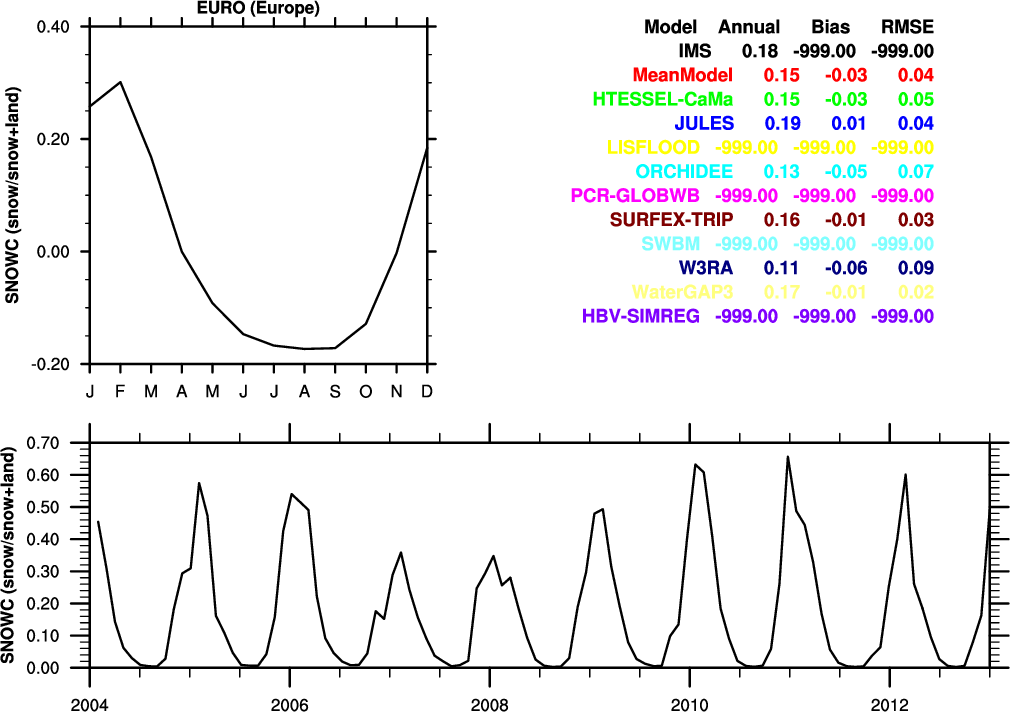 EURO (Europe)
0.40
0.20
0.00
-0.20
SNOWC (snow/snow+land)
J F M A M J J A S O N D
Model Annual Bias RMSE
IMS 0.18 -999.00 -999.00
MeanModel 0.15 -0.03 0.04
HTESSEL-CaMa 0.15 -0.03 0.05
JULES 0.19 0.01 0.04
LISFLOOD -999.00 -999.00 -999.00
ORCHIDEE 0.13 -0.05 0.07
PCR-GLOBWB -999.00 -999.00 -999.00
SURFEX-TRIP 0.16 -0.01 0.03
SWBM -999.00 -999.00 -999.00
W3RA 0.11 -0.06 0.09
WaterGAP3 0.17 -0.01 0.02
HBV-SIMREG -999.00 -999.00 -999.00
0.70
0.60
0.50
0.40
0.30
0.20
0.10
0.00
SNOWC (snow/snow+land)
2004 2006 2008 2010 2012